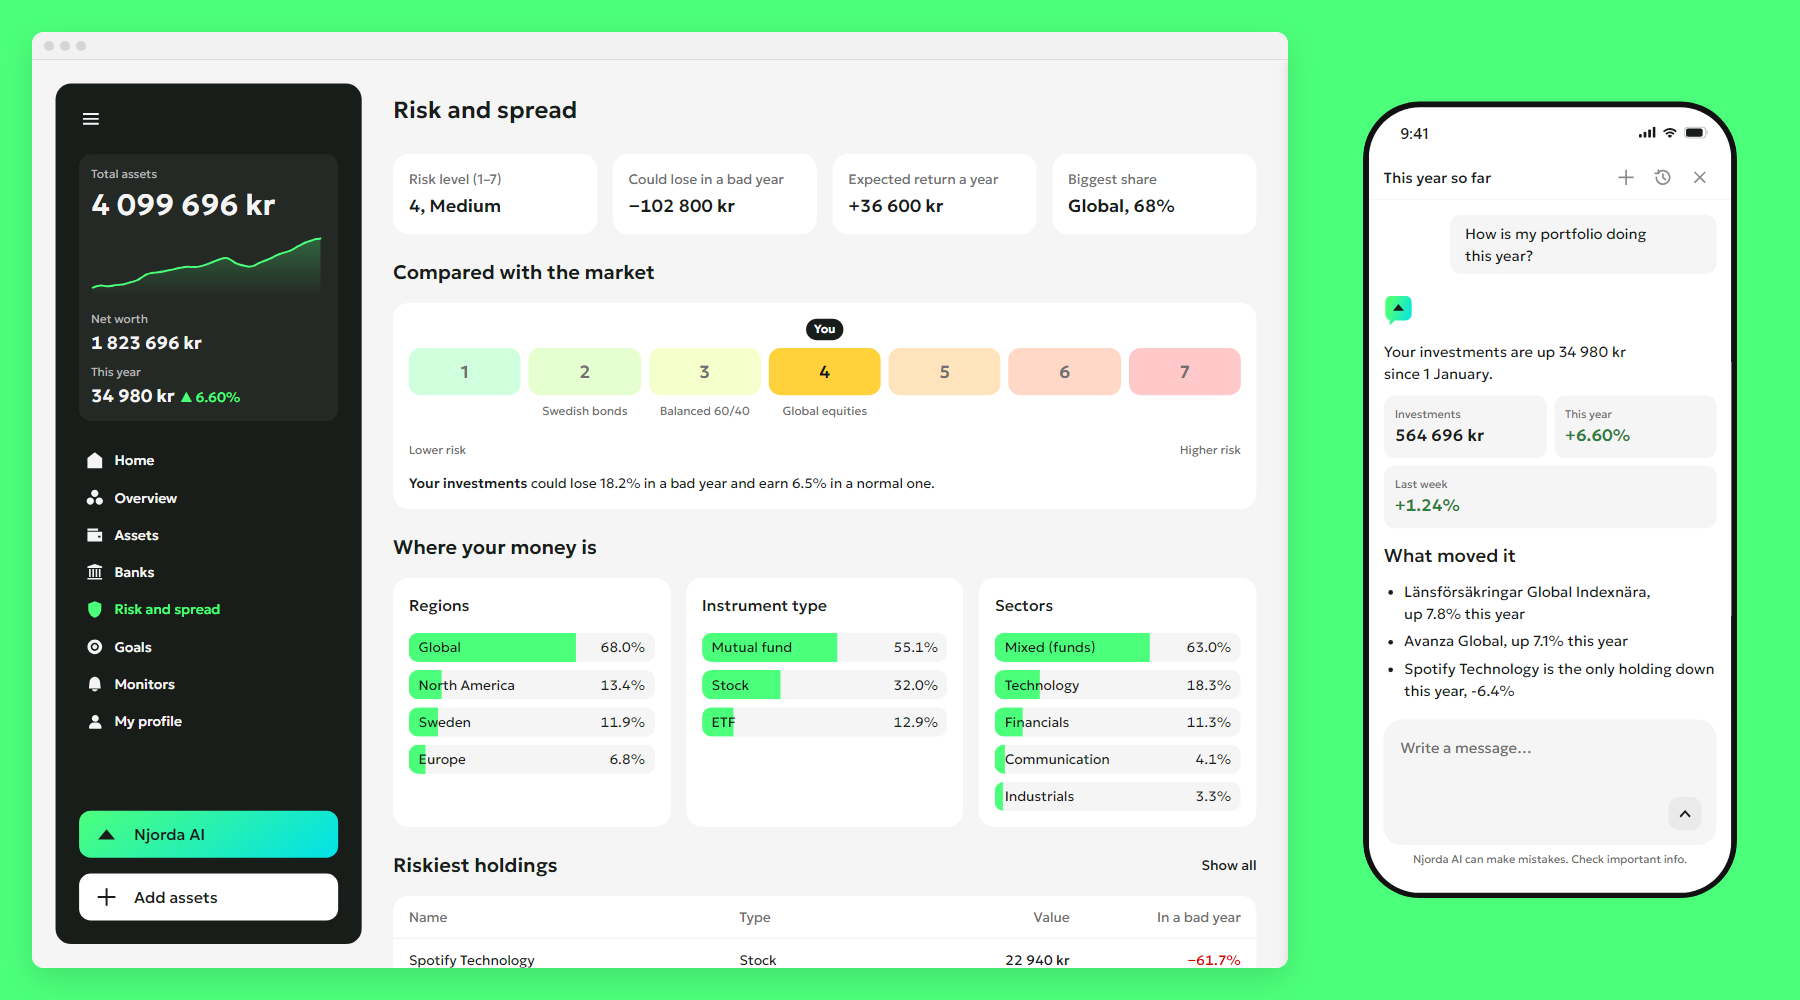 Total assets
4 099 696 kr
Net worth
1 823 696 kr
This year
34 980 kr ▲ 6.60%
Home
Overview
Assets
Banks
Risk and spread
Goals
Monitors
My profile
Njorda AI
Add assets
Risk and spread
Risk level (1–7)
4, Medium
Could lose in a bad year
−102 800 kr
Expected return a year
+36 600 kr
Biggest share
Global, 68%
Compared with the market
You
1 2 3 4 5 6 7
Swedish bonds Balanced 60/40 Global equities
Lower risk Higher risk
Your investments could lose 18.2% in a bad year and earn 6.5% in a normal one.
Where your money is
Regions
Global 68.0%
North America 13.4%
Sweden 11.9%
Europe 6.8%
Instrument type
Mutual fund 55.1%
Stock 32.0%
ETF 12.9%
Sectors
Mixed (funds) 63.0%
Technology 18.3%
Financials 11.3%
Communication 4.1%
Industrials 3.3%
Riskiest holdings Show all
Name Type Value In a bad year
Spotify Technology Stock 22 940 kr −61.7%
9:41
This year so far
How is my portfolio doing
this year?
Your investments are up 34 980 kr
since 1 January.
Investments
564 696 kr
This year
+6.60%
Last week
+1.24%
What moved it
• Länsförsäkringar Global Indexnära,
up 7.8% this year
• Avanza Global, up 7.1% this year
• Spotify Technology is the only holding down
this year, -6.4%
Write a message...
Njorda AI can make mistakes. Check important info.